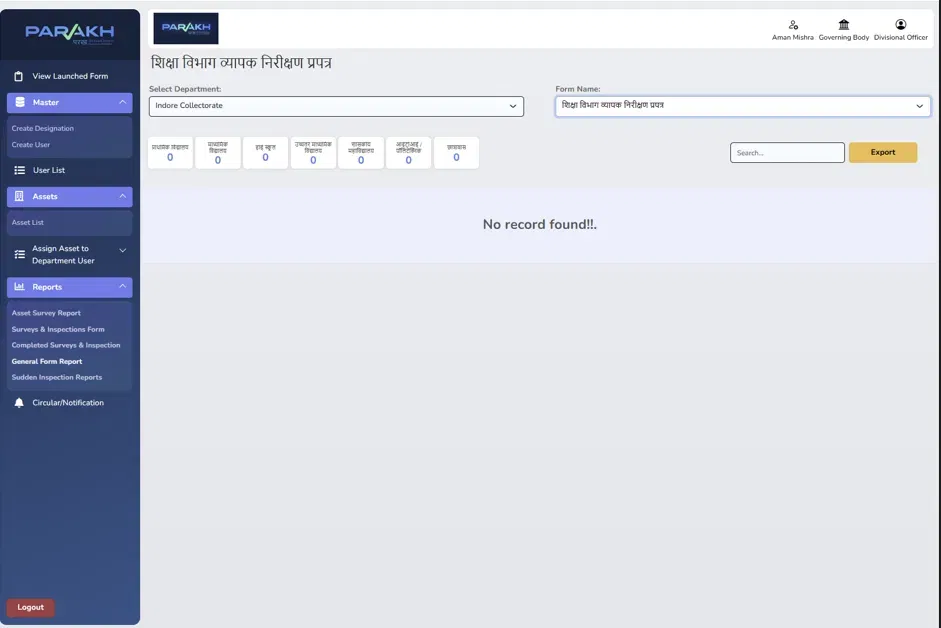 PARAKH
परख
PARAKH
Aman Mishra
Governing Body
Divisional Officer
View Launched Form
Master
Create Designation
Create User
User List
Assets
Asset List
Assign Asset to
Department User
Reports
Asset Survey Report
Surveys & Inspections Form
Completed Surveys & Inspection
General Form Report
Sudden Inspection Reports
Circular/Notification
Logout
शिक्षा विभाग व्यापक निरीक्षण प्रपत्र
Select Department:
Indore Collectorate
Form Name:
शिक्षा विभाग व्यापक निरीक्षण प्रपत्र
प्राथमिक विद्यालय
0
माध्यमिक
विद्यालय
0
हाई स्कूल
0
उच्चतर माध्यमिक
विद्यालय
0
शासकीय
महाविद्यालय
0
आईटीआई /
पॉलिटेक्निक
0
छात्रावास
0
Search...
Export
No record found!!.